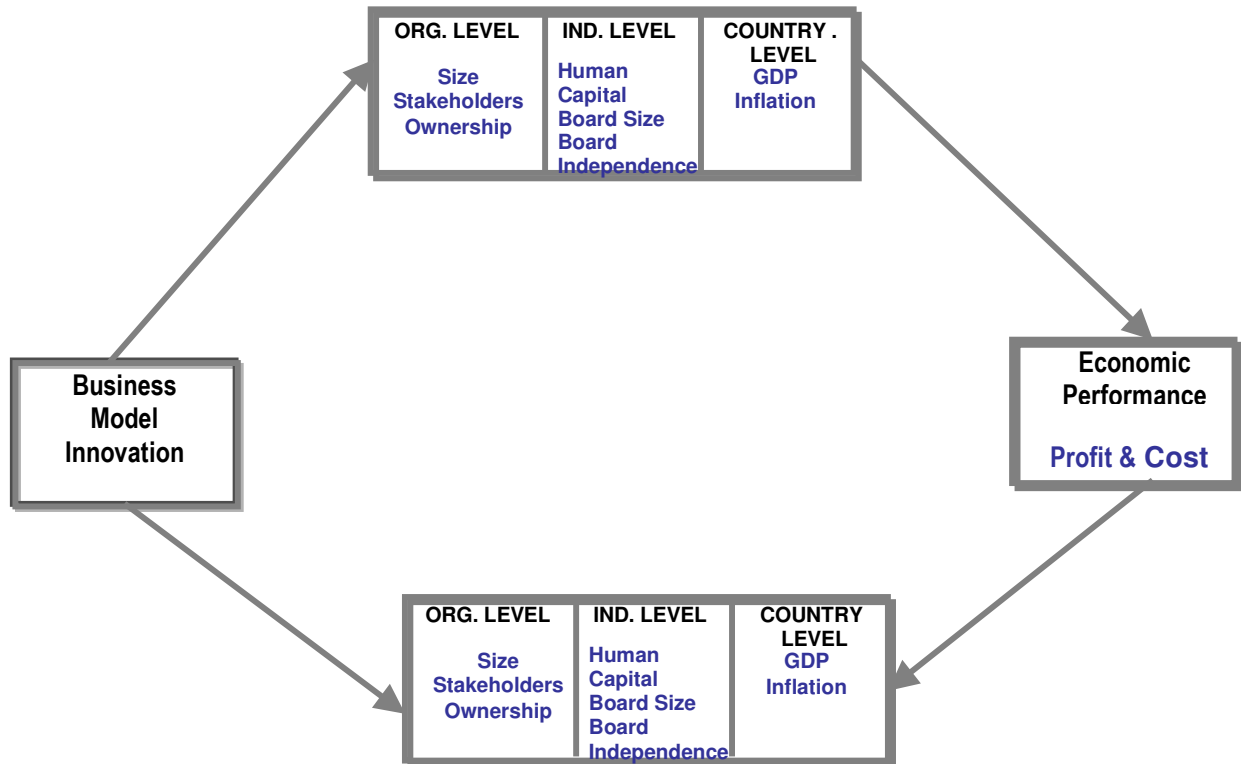 ORG. LEVEL
Size
Stakeholders
Ownership
IND. LEVEL
Human
Capital
Board Size
Board
Independence
COUNTRY .
LEVEL
GDP
Inflation
Business
Model
Innovation
Economic
Performance
Profit & Cost
ORG. LEVEL
Size
Stakeholders
Ownership
IND. LEVEL
Human
Capital
Board Size
Board
Independence
COUNTRY
LEVEL
GDP
Inflation